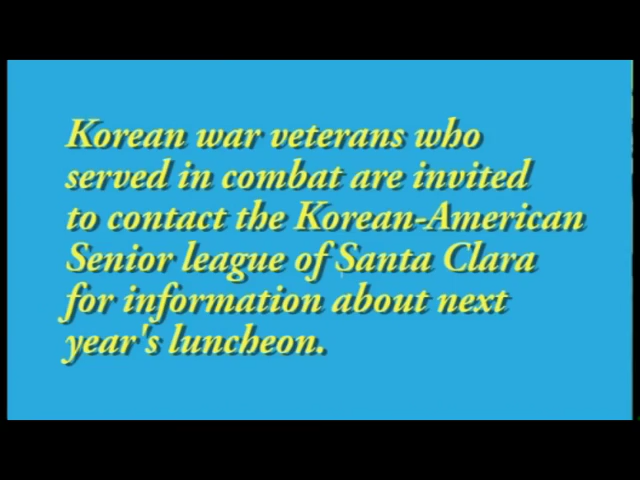 Korean war veterans who
served in combat are invited
to contact the Korean-American
Senior league of Santa Clara
for information about next
year's luncheon.